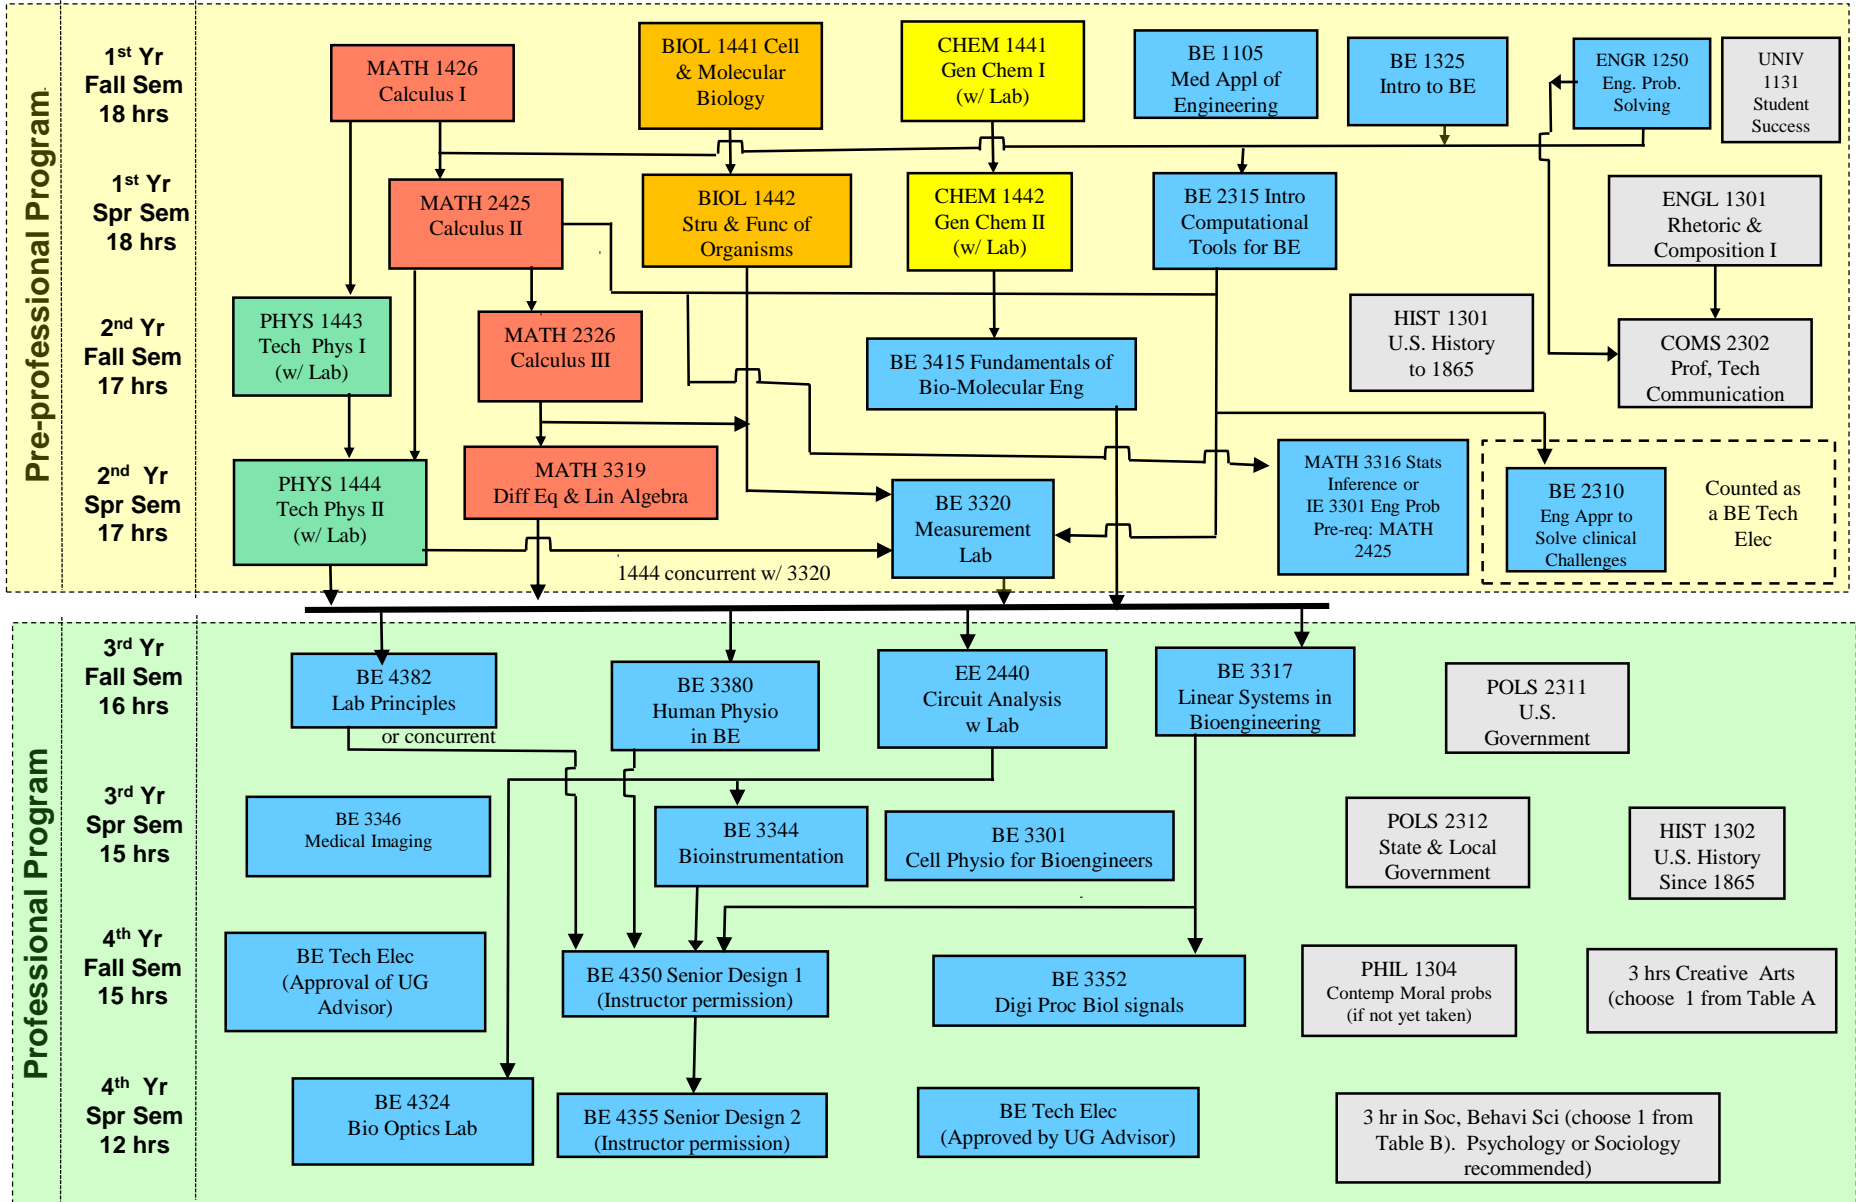 Pre-professional Program
1st Yr
Fall Sem
18 hrs
MATH 1426
Calculus I
BIOL 1441 Cell
& Molecular
Biology
CHEM 1441
Gen Chem I
(w/ Lab)
BE 1105
Med Appl of
Engineering
BE 1325
Intro to BE
ENGR 1250
Eng. Prob.
Solving
UNIV
1131
Student
Success
1st Yr
Spr Sem
18 hrs
MATH 2425
Calculus II
BIOL 1442
Stru & Func of
Organisms
CHEM 1442
Gen Chem II
(w/ Lab)
BE 2315 Intro
Computational
Tools for BE
ENGL 1301
Rhetoric &
Composition I
2nd Yr
Fall Sem
17 hrs
PHYS 1443
Tech Phys I
(w/ Lab)
MATH 2326
Calculus III
BE 3415 Fundamentals of
Bio-Molecular Eng
HIST 1301
U.S. History
to 1865
COMS 2302
Prof, Tech
Communication
2nd Yr
Spr Sem
17 hrs
PHYS 1444
Tech Phys II
(w/ Lab)
MATH 3319
Diff Eq & Lin Algebra
BE 3320
Measurement
Lab
MATH 3316 Stats
Inference or
IE 3301 Eng Prob
Pre-req: MATH
2425
BE 2310
Eng Appr to
Solve clinical
Challenges
Counted as
a BE Tech
Elec
1444 concurrent w/ 3320
Professional Program
3rd Yr
Fall Sem
16 hrs
BE 4382
Lab Principles
or concurrent
BE 3380
Human Physio
in BE
EE 2440
Circuit Analysis
w Lab
BE 3317
Linear Systems in
Bioengineering
POLS 2311
U.S.
Government
3rd Yr
Spr Sem
15 hrs
BE 3346
Medical Imaging
BE 3344
Bioinstrumentation
BE 3301
Cell Physio for Bioengineers
POLS 2312
State & Local
Government
HIST 1302
U.S. History
Since 1865
4th Yr
Fall Sem
15 hrs
BE Tech Elec
(Approval of UG
Advisor)
BE 4350 Senior Design 1
(Instructor permission)
BE 3352
Digi Proc Biol signals
PHIL 1304
Contemp Moral probs
(if not yet taken)
3 hrs Creative Arts
(choose 1 from Table A
4th Yr
Spr Sem
12 hrs
BE 4324
Bio Optics Lab
BE 4355 Senior Design 2
(Instructor permission)
BE Tech Elec
(Approved by UG Advisor)
3 hr in Soc, Behavi Sci (choose 1 from
Table B). Psychology or Sociology
recommended)